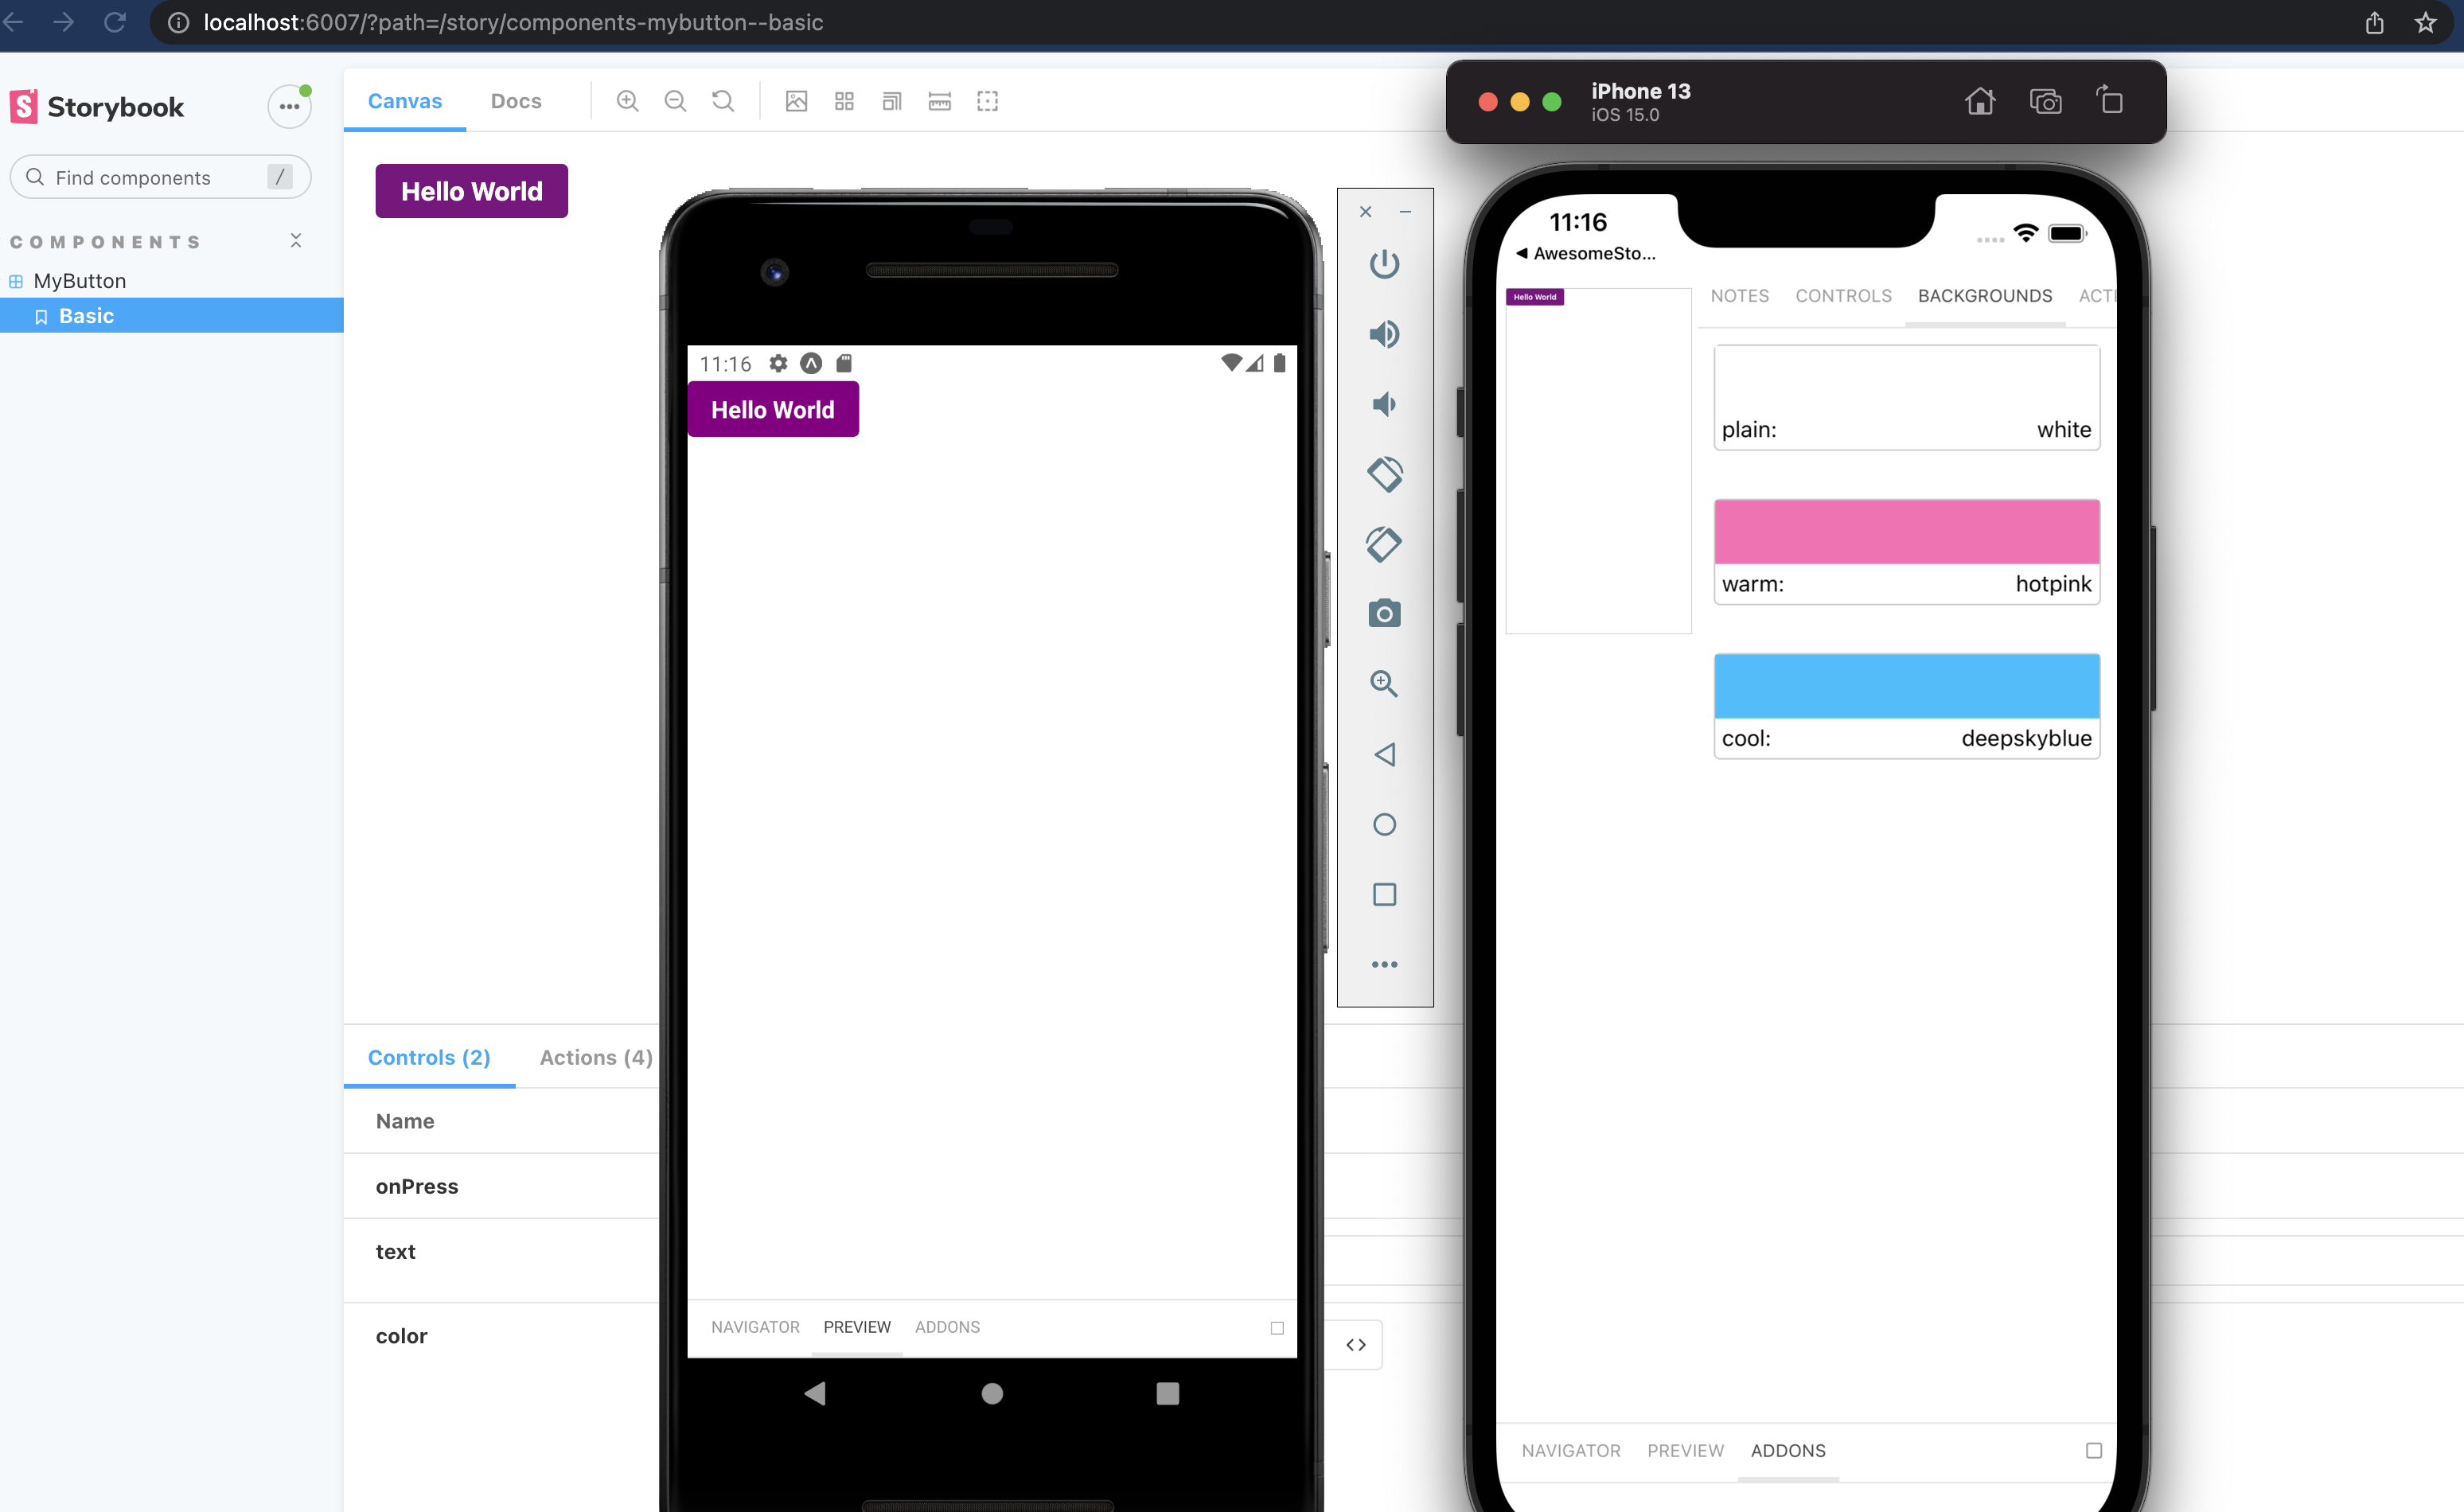 localhost:6007/?path=/story/components-mybutton--basic
Storybook
Find components /
COMPONENTS
MyButton
Basic
Canvas Docs
Hello World
Controls (2) Actions (4)
Name
onPress
text
color
11:16
Hello World
NAVIGATOR PREVIEW ADDONS
iPhone 13
iOS 15.0
11:16
AwesomeSto...
Hello World
NOTES CONTROLS BACKGROUNDS ACTI
plain: white
warm: hotpink
cool: deepskyblue
NAVIGATOR PREVIEW ADDONS